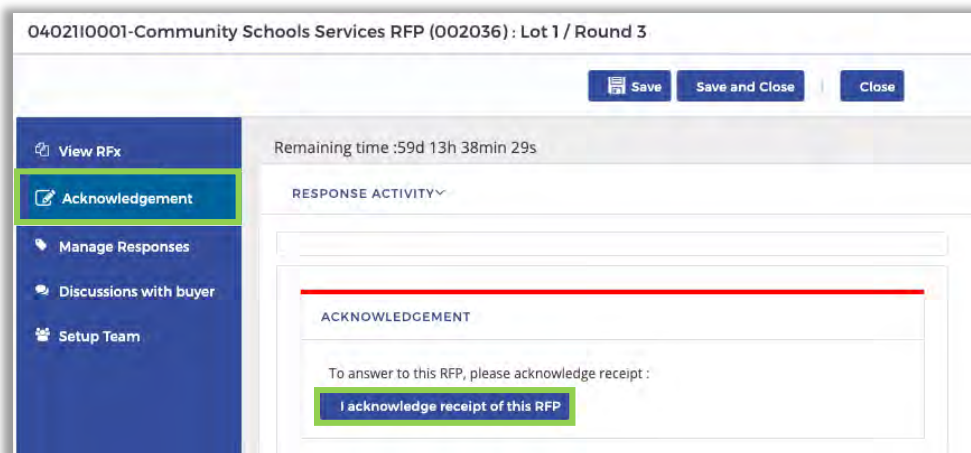 04021I0001-Community Schools Services RFP (002036) : Lot 1 / Round 3
Save Save and Close Close
View RFx
Acknowledgement
Manage Responses
Discussions with buyer
Setup Team
Remaining time :59d 13h 38min 29s
RESPONSE ACTIVITY
ACKNOWLEDGEMENT
To answer to this RFP, please acknowledge receipt :
I acknowledge receipt of this RFP